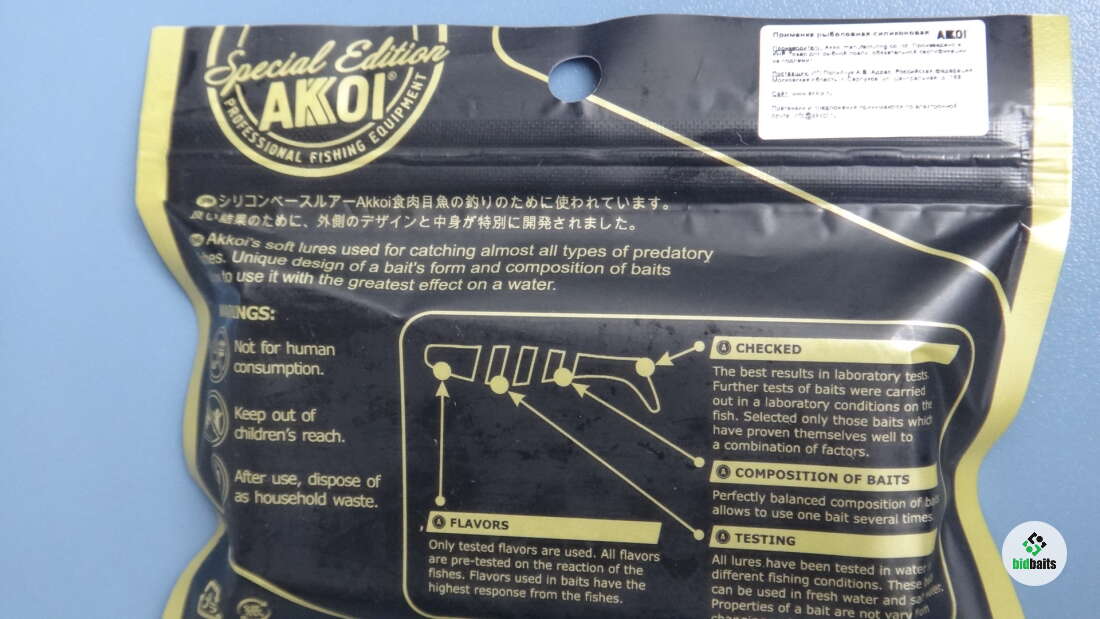 Special Edition
AKKOI®
PROFESSIONAL FISHING EQUIPMENT
Приманка рыболовная силиконовая AKKOI
シリコンベースルアーAkkoi食肉目魚の釣りのために使われています。
良い結果のために、外側のデザインと中身が特別に開発されました。
Akkoi's soft lures used for catching almost all types of predatory
Unique design of a bait's form and composition of baits
to use it with the greatest effect on a water.
Not for human
consumption.
Keep out of
children's reach.
After use, dispose of
as household waste.
CHECKED
The best results in laboratory tests.
Further tests of baits were carried
out in a laboratory conditions on the
fish. Selected only those baits which
have proven themselves well to
a combination of factors.
COMPOSITION OF BAITS
Perfectly balanced composition of
allows to use one bait several times.
FLAVORS
Only tested flavors are used. All flavors
are pre-tested on the reaction of the
fishes. Flavors used in baits have the
highest response from the fishes.
TESTING
All lures have been tested in water
different fishing conditions. These
can be used in fresh water and
Properties of a bait are not vary from
bidbaits